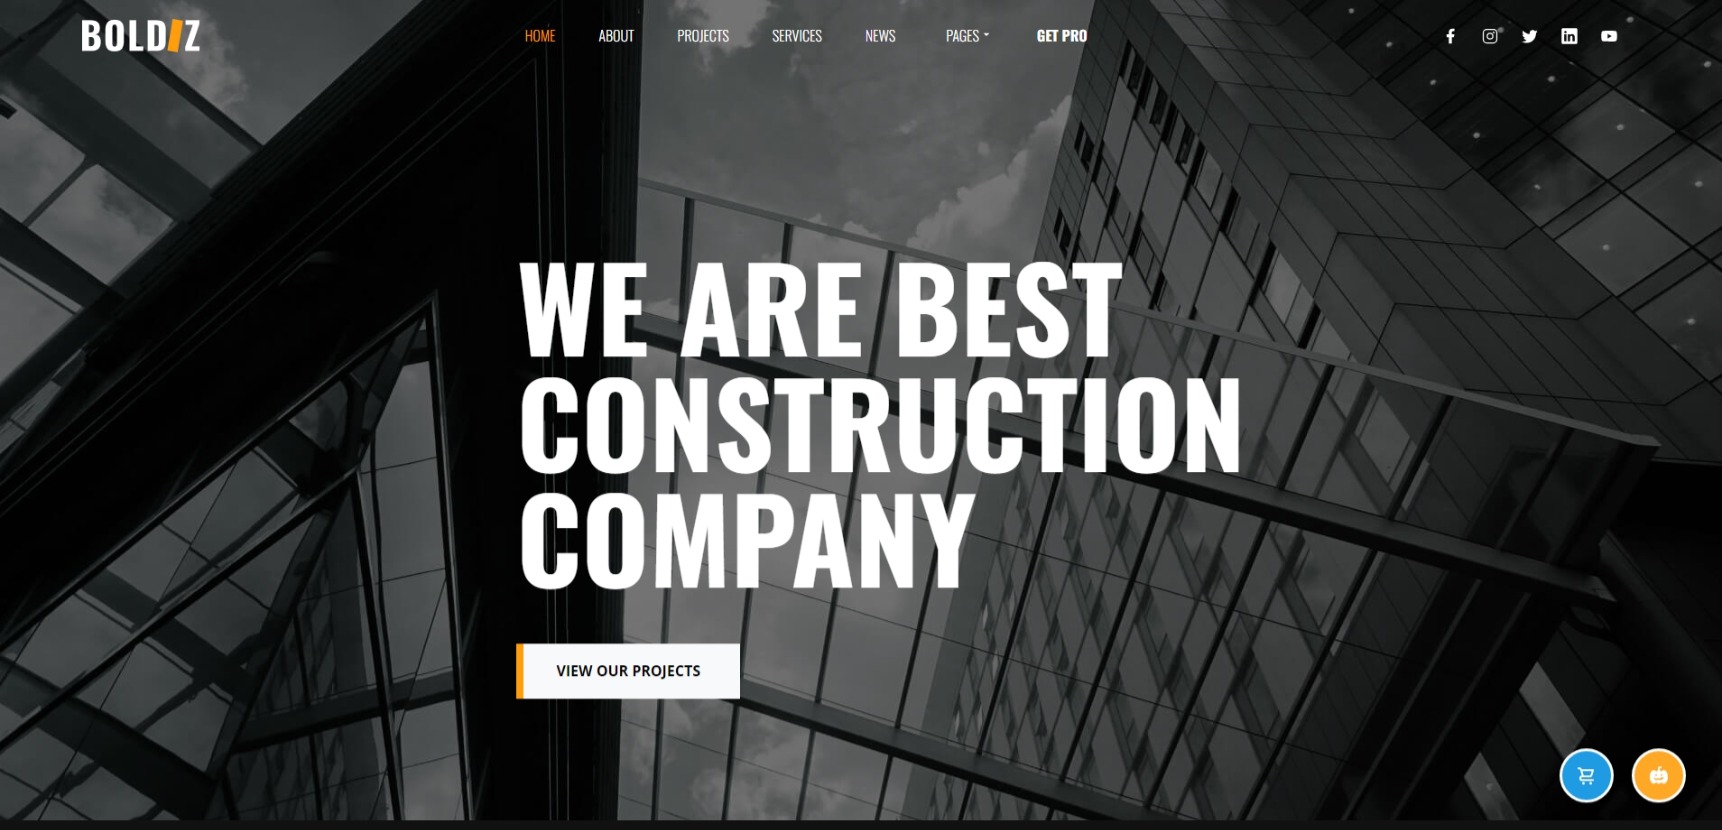 BOLDIZ
HOME ABOUT PROJECTS SERVICES NEWS PAGES GET PRO
WE ARE BEST
CONSTRUCTION
COMPANY
VIEW OUR PROJECTS